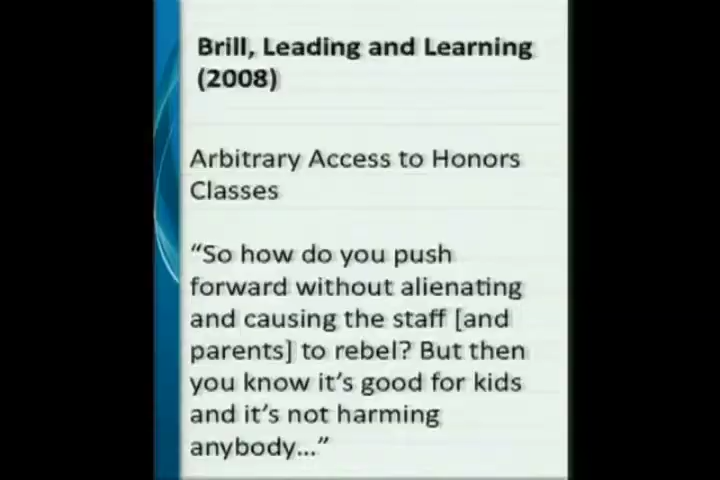 Brill, Leading and Learning
(2008)
Arbitrary Access to Honors
Classes
“So how do you push
forward without alienating
and causing the staff [and
parents] to rebel? But then
you know it’s good for kids
and it’s not harming
anybody…”